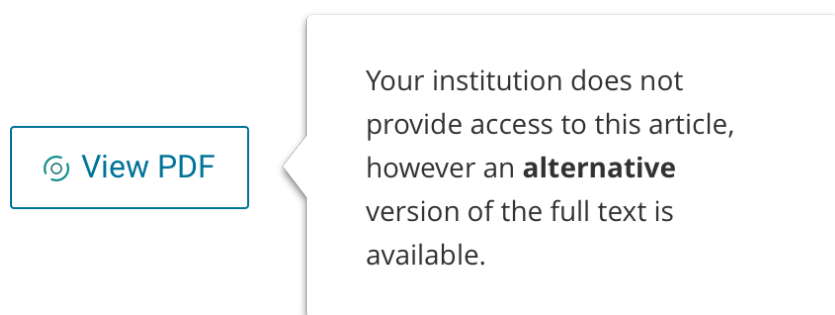 View PDF
Your institution does not
provide access to this article,
however an alternative
version of the full text is
available.